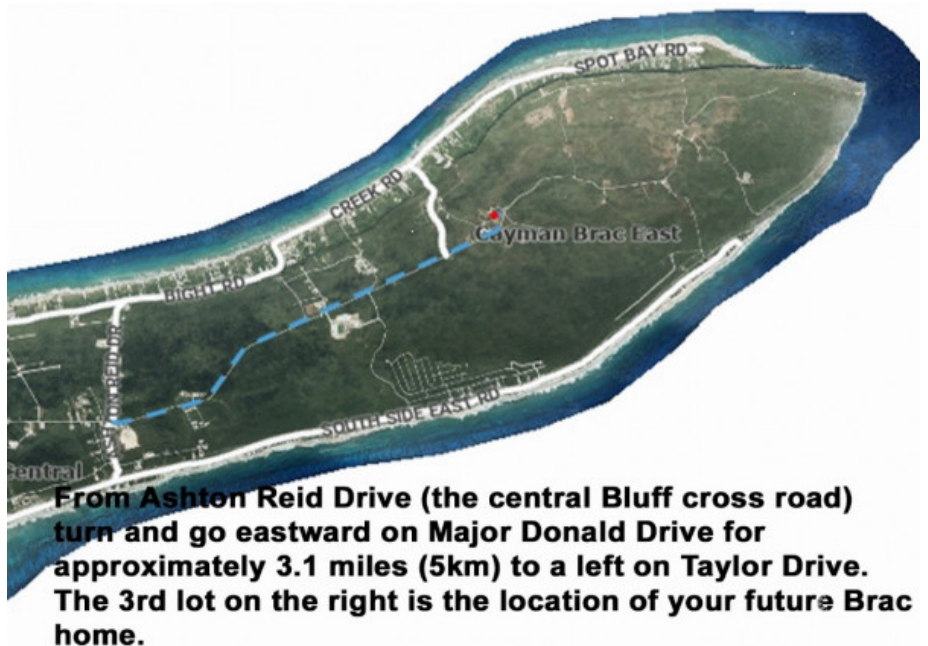 SPOT BAY RD
CREEK RD
Cayman Brac East
BIGHT RD
ASHTON REID DR
SOUTH SIDE EAST RD
Central
From Ashton Reid Drive (the central Bluff cross road)
turn and go eastward on Major Donald Drive for
approximately 3.1 miles (5km) to a left on Taylor Drive.
The 3rd lot on the right is the location of your future Brac
home.